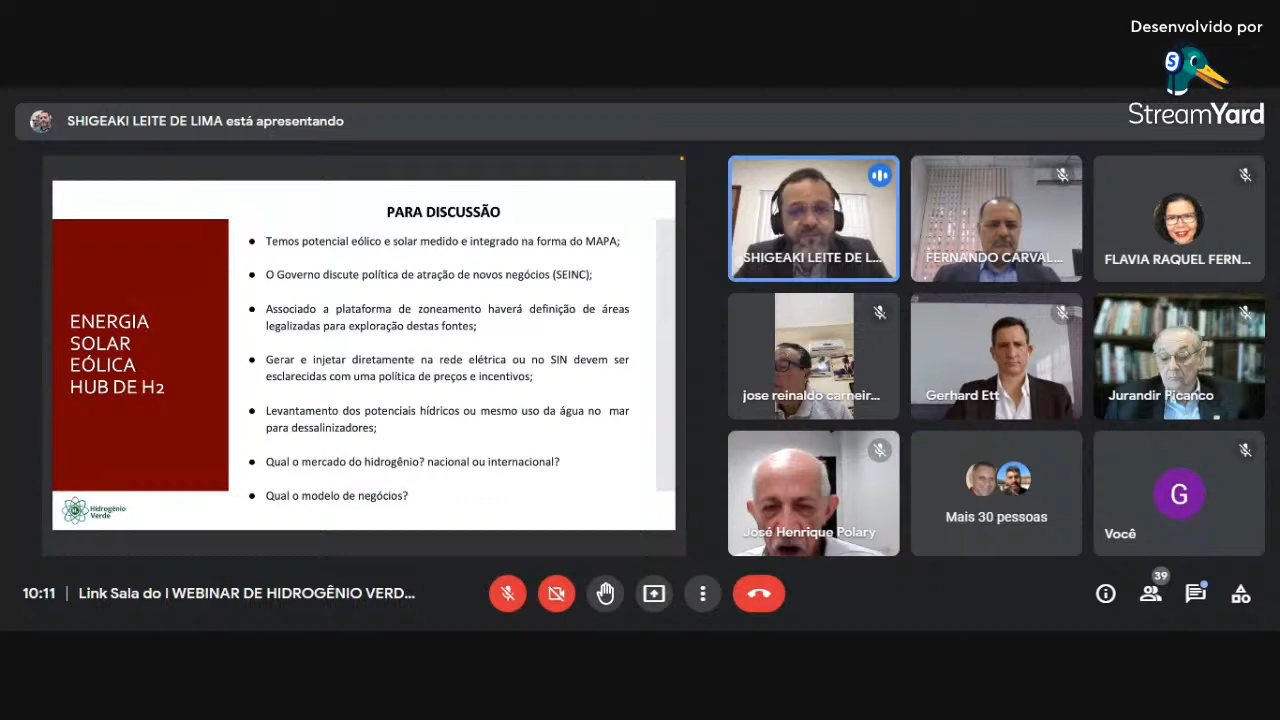 Desenvolvido por
S
StreamYard
SHIGEAKI LEITE DE LIMA está apresentando
PARA DISCUSSÃO
● Temos potencial eólico e solar medido e integrado na forma do MAPA;
● O Governo discute política de atração de novos negócios (SEINC);
● Associado a plataforma de zoneamento haverá definição de áreas
legalizadas para exploração destas fontes;
● Gerar e injetar diretamente na rede elétrica ou no SIN devem ser
esclarecidas com uma política de preços e incentivos;
● Levantamento dos potenciais hídricos ou mesmo uso da água no mar
para dessalinizadores;
● Qual o mercado do hidrogênio? nacional ou internacional?
● Qual o modelo de negócios?
ENERGIA
SOLAR
EÓLICA
HUB DE H2
Hidrogênio
Verde
SHIGEAKI LEITE DE L...
FERNANDO CARVAL...
FLAVIA RAQUEL FERN...
jose reinaldo carneir...
Gerhard Ett
Jurandir Picanco
José Henrique Polary
Mais 30 pessoas
G
Você
10:11 | Link Sala do I WEBINAR DE HIDROGÊNIO VERD...
39